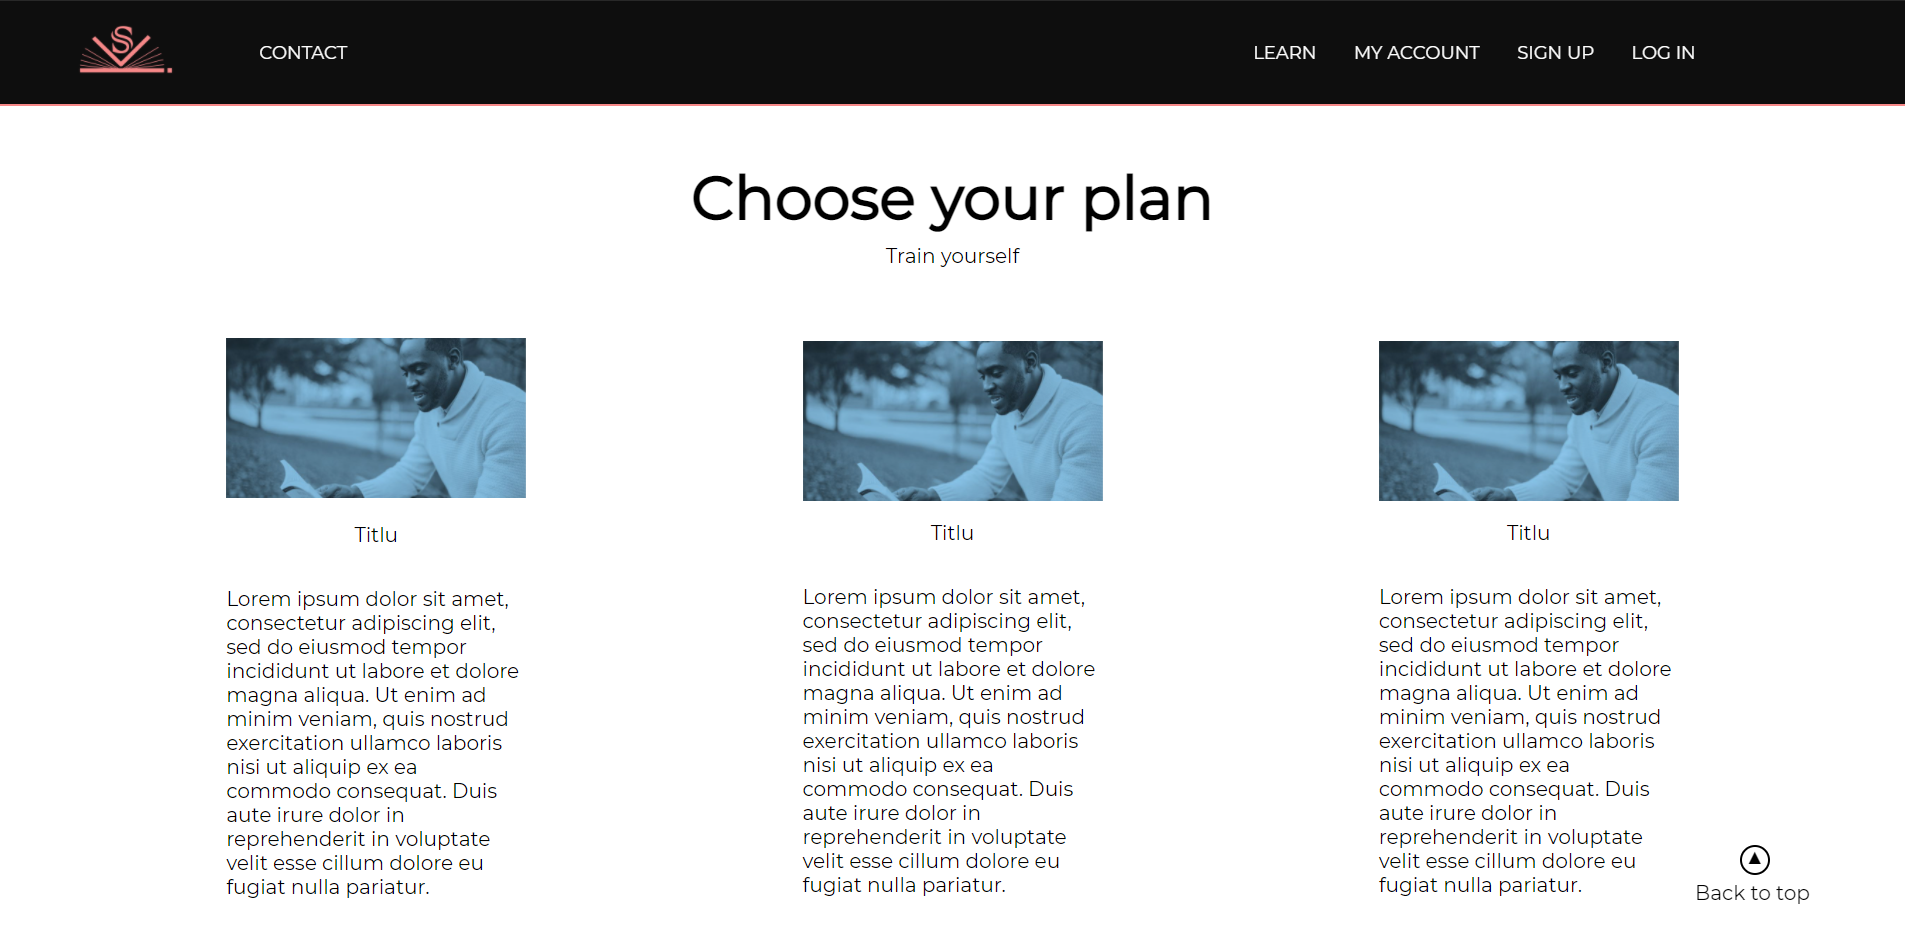 SV.
CONTACT
LEARN
MY ACCOUNT
SIGN UP
LOG IN
Choose your plan
Train yourself
Titlu
Lorem ipsum dolor sit amet,
consectetur adipiscing elit,
sed do eiusmod tempor
incididunt ut labore et dolore
magna aliqua. Ut enim ad
minim veniam, quis nostrud
exercitation ullamco laboris
nisi ut aliquip ex ea
commodo consequat. Duis
aute irure dolor in
reprehenderit in voluptate
velit esse cillum dolore eu
fugiat nulla pariatur.
Titlu
Lorem ipsum dolor sit amet,
consectetur adipiscing elit,
sed do eiusmod tempor
incididunt ut labore et dolore
magna aliqua. Ut enim ad
minim veniam, quis nostrud
exercitation ullamco laboris
nisi ut aliquip ex ea
commodo consequat. Duis
aute irure dolor in
reprehenderit in voluptate
velit esse cillum dolore eu
fugiat nulla pariatur.
Titlu
Lorem ipsum dolor sit amet,
consectetur adipiscing elit,
sed do eiusmod tempor
incididunt ut labore et dolore
magna aliqua. Ut enim ad
minim veniam, quis nostrud
exercitation ullamco laboris
nisi ut aliquip ex ea
commodo consequat. Duis
aute irure dolor in
reprehenderit in voluptate
velit esse cillum dolore eu
fugiat nulla pariatur.
Back to top